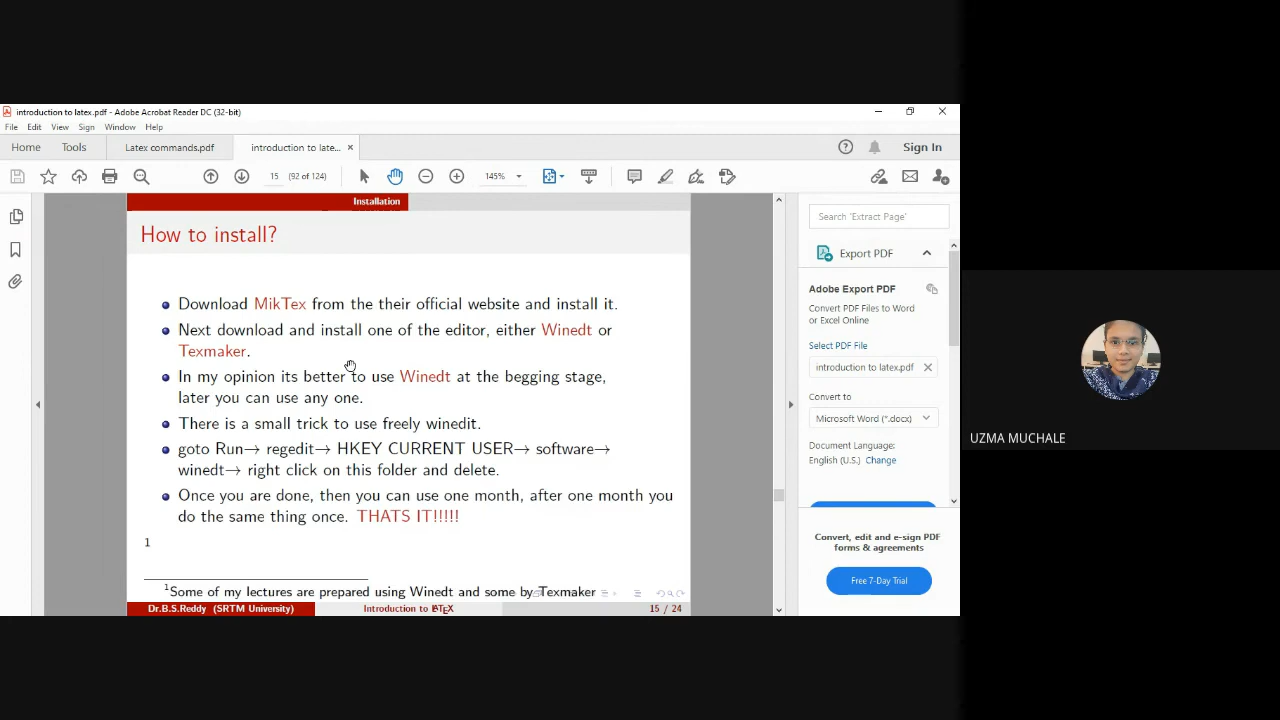 introduction to latex.pdf - Adobe Acrobat Reader DC (32-bit)
File Edit View Sign Window Help
Home Tools Latex commands.pdf introduction to late... × Sign In
15 (92 of 124) 145%
Installation
How to install?
Download MikTex from the their official website and install it.
Next download and install one of the editor, either Winedt or
Texmaker.
In my opinion its better to use Winedt at the begging stage,
later you can use any one.
There is a small trick to use freely winedit.
goto Run→ regedit→ HKEY CURRENT USER→ software→
winedt→ right click on this folder and delete.
Once you are done, then you can use one month, after one month you
do the same thing once. THATS IT!!!!!
1
1Some of my lectures are prepared using Winedt and some by Texmaker
Dr.B.S.Reddy (SRTM University) Introduction to LATEX 15 / 24
Search 'Extract Page'
Export PDF
Adobe Export PDF
Convert PDF Files to Word
or Excel Online
Select PDF File
introduction to latex.pdf ×
Convert to
Microsoft Word (*.docx)
Document Language:
English (U.S.) Change
Convert, edit and e-sign PDF
forms & agreements
Free 7-Day Trial
UZMA MUCHALE